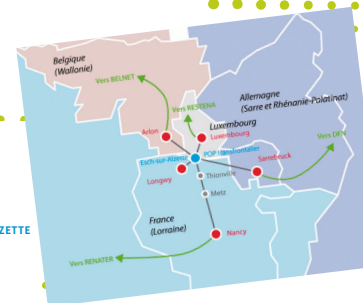 Belgique
(Wallonie)
Vers BELNET
Vers RESTENA
Allemagne
(Sarre et Rhénanie-Palatinat)
Luxembourg
Luxembourg
Arlon
Vers DFN
Esch-sur-Alzette
POP transfrontalier
Sarrebruck
Longwy
Thionville
Metz
ZETTE
France
(Lorraine)
Nancy
Vers RENATER